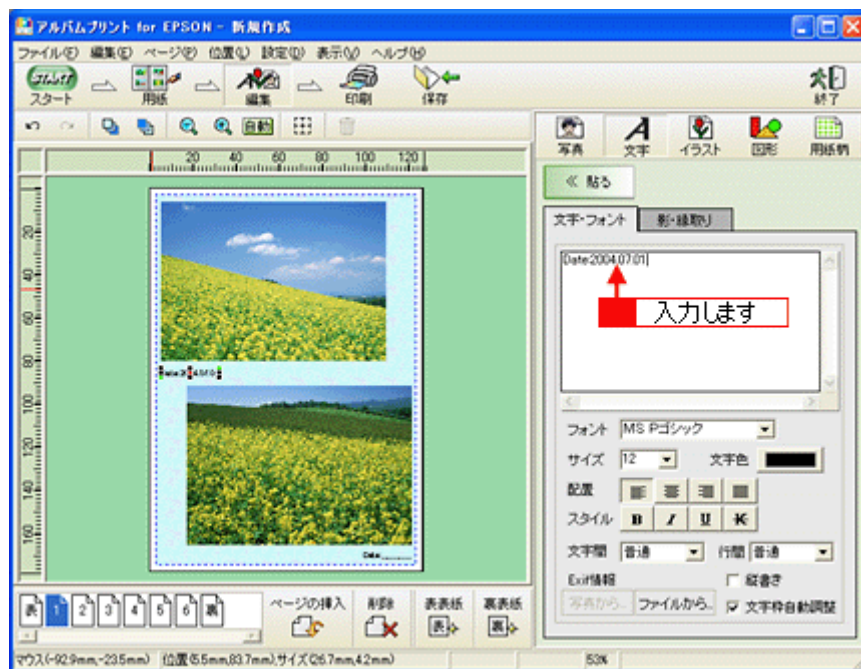 アルバムプリント for EPSON - 新規作成
ファイル(F) 編集(E) ページ(P) 位置(L) 設定(O) 表示(V) ヘルプ(H)
スタート 用紙 編集 印刷 保存 終了
自動
写真 文字 イラスト 図形 用紙柄
20 40 60 80 100 120
≪ 貼る
文字・フォント 影・縁取り
Date:2004.07.01
入力します
20
40
60
80
100
120
140
160
Date:
フォント MS Pゴシック
サイズ 12 文字色
配置
スタイル B I U K
文字間 普通 行間 普通
Exif情報 縦書き
写真から.. ファイルから.. 文字枠自動調整
表 1 2 3 4 5 6 裏
ページの挿入 削除 表表紙 裏表紙
表 裏
マウス(-92.9mm,-23.5mm) 位置(5.5mm,83.7mm),サイズ(26.7mm,4.2mm) 53%